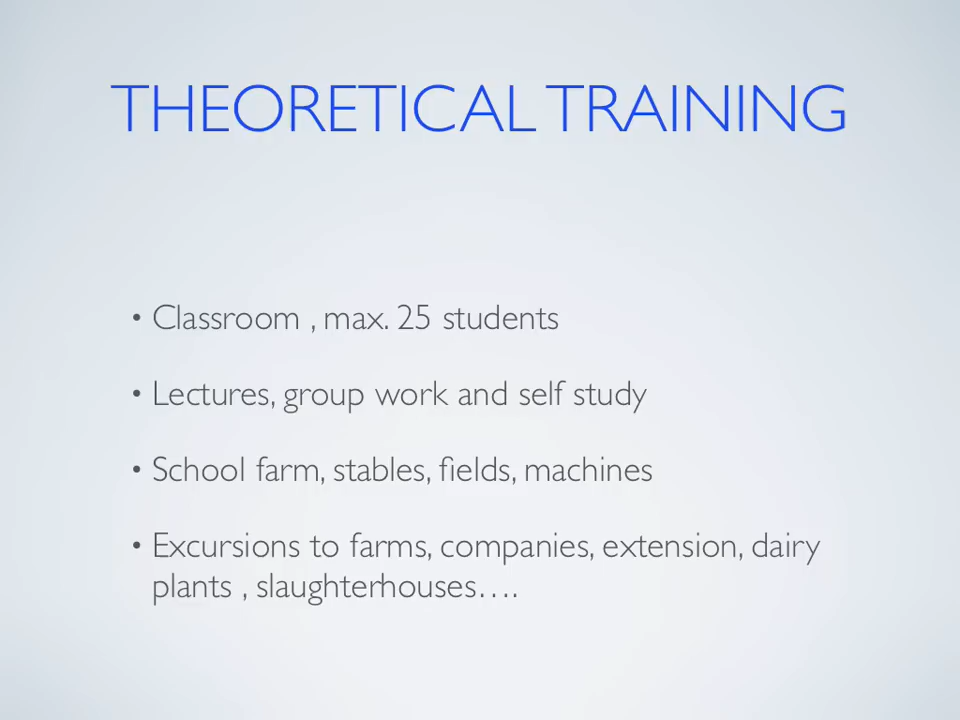 THEORETICAL TRAINING
• Classroom , max. 25 students
• Lectures, group work and self study
• School farm, stables, fields, machines
• Excursions to farms, companies, extension, dairy
plants , slaughterhouses….